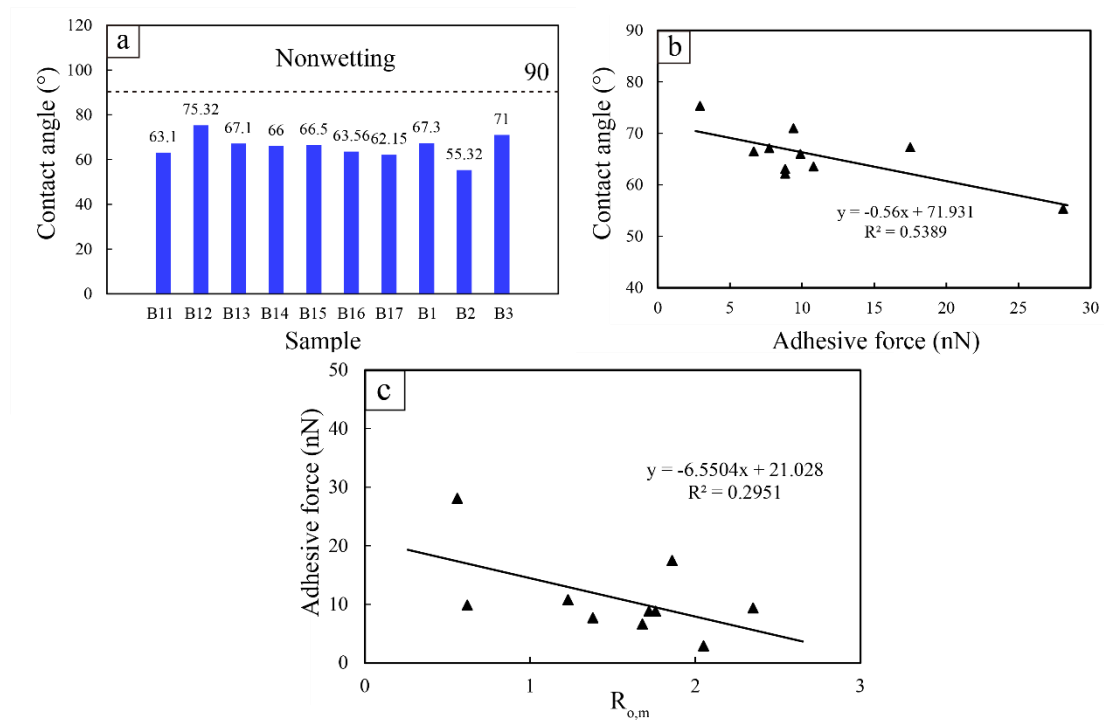 a
Nonwetting
90
63.1
75.32
67.1
66
66.5
63.56
62.15
67.3
55.32
71
120
100
80
60
40
20
0
Contact angle (°)
B11 B12 B13 B14 B15 B16 B17 B1 B2 B3
Sample
b
90
80
70
60
50
40
Contact angle (°)
y = -0.56x + 71.931
R² = 0.5389
0 5 10 15 20 25 30
Adhesive force (nN)
c
50
40
30
20
10
0
Adhesive force (nN)
y = -6.5504x + 21.028
R² = 0.2951
0 1 2 3
Ro,m